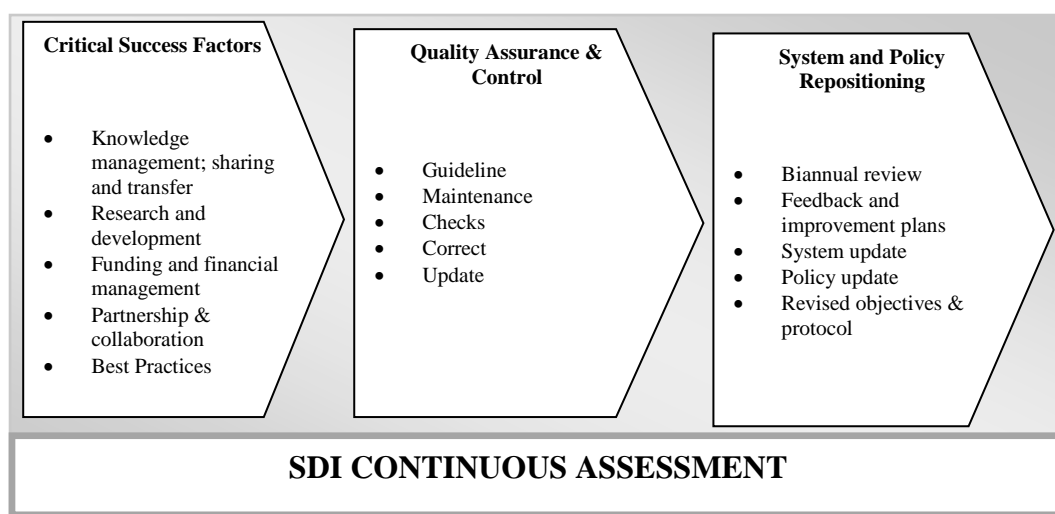 Critical Success Factors
• Knowledge
management; sharing
and transfer
• Research and
development
• Funding and financial
management
• Partnership &
collaboration
• Best Practices
Quality Assurance &
Control
• Guideline
• Maintenance
• Checks
• Correct
• Update
System and Policy
Repositioning
• Biannual review
• Feedback and
improvement plans
• System update
• Policy update
• Revised objectives &
protocol
SDI CONTINUOUS ASSESSMENT